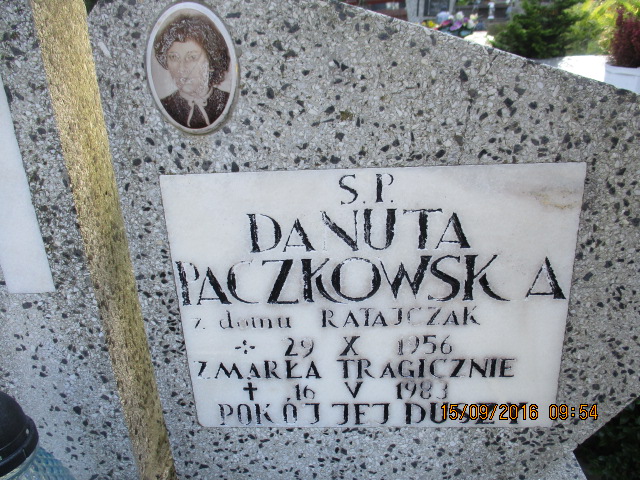 Ś.P.
DANUTA
PACZKOWSKA
z domu RATAJCZAK
29 X 1956
ZMARŁA TRAGICZNIE
✝ 16 V 1983
POKÓJ JEJ DUSZY
15/09/2016 09:54